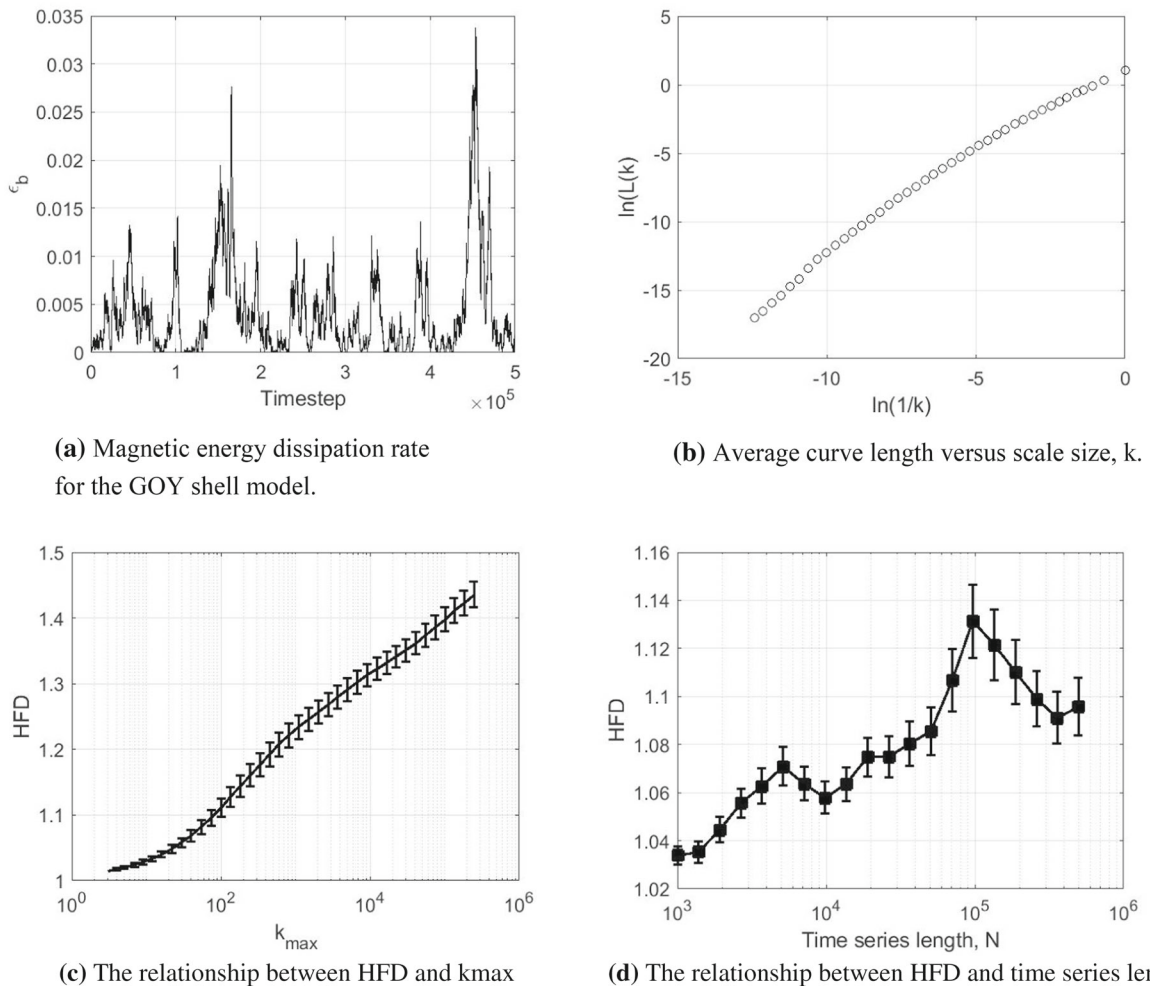 0.035
0.03
0.025
0.02
0.015
0.01
0.005
0
ϵb
0 1 2 3 4 5
Timestep
×10^5
(a) Magnetic energy dissipation rate
for the GOY shell model.
5
0
-5
-10
-15
-20
ln(L(k)
-15 -10 -5 0
ln(1/k)
(b) Average curve length versus scale size, k.
1.5
1.4
1.3
1.2
1.1
1
HFD
10^0 10^2 10^4 10^6
kmax
(c) The relationship between HFD and kmax
1.16
1.14
1.12
1.1
1.08
1.06
1.04
1.02
HFD
10^3 10^4 10^5 10^6
Time series length, N
(d) The relationship between HFD and time series